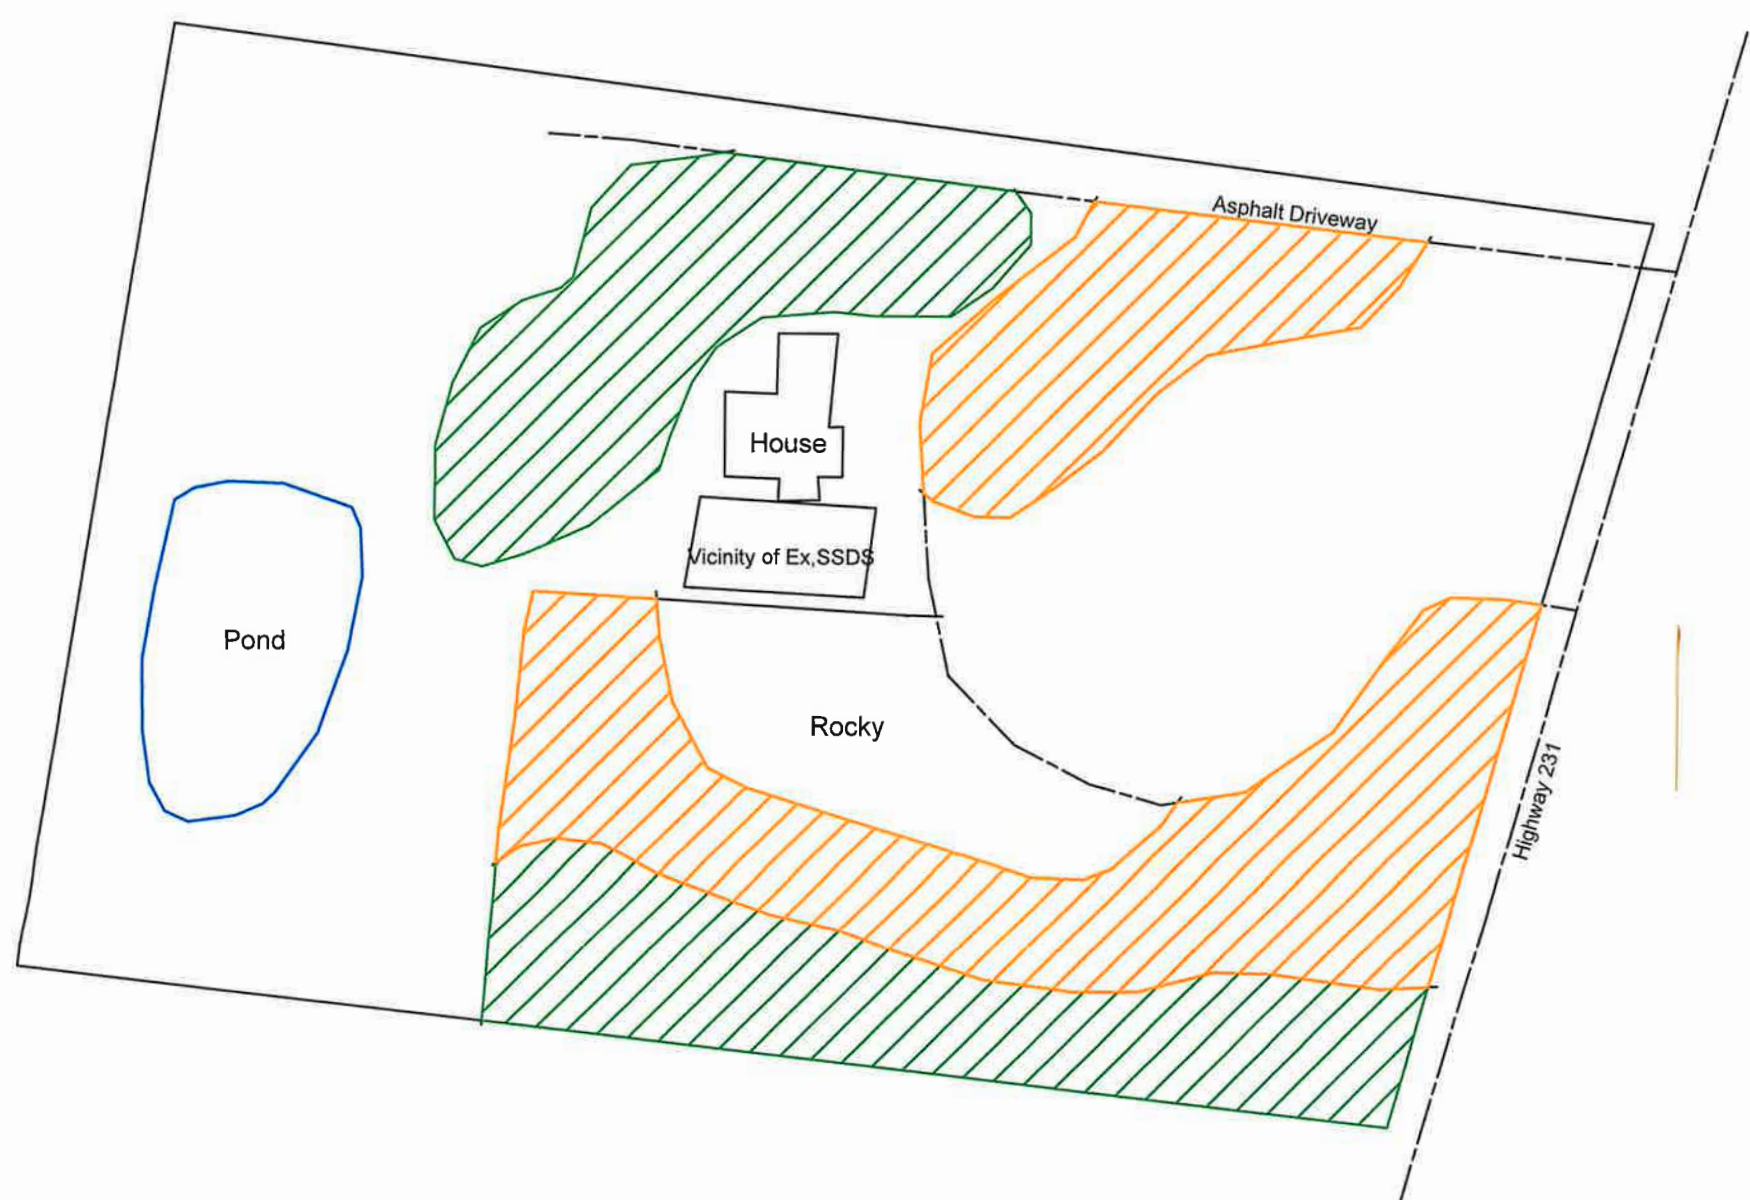 Asphalt Driveway
House
Vicinity of Ex,SSDS
Pond
Rocky
Highway 231